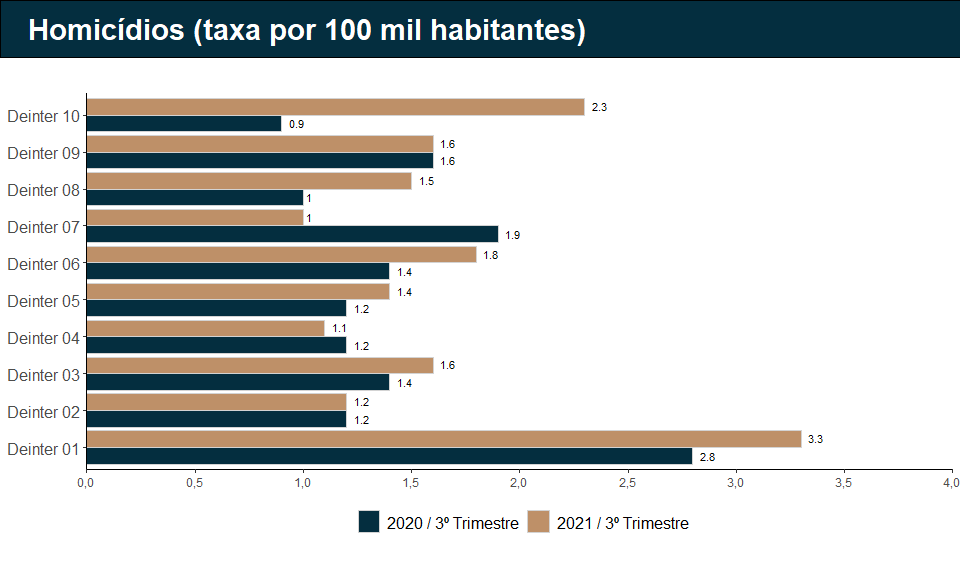 Homicídios (taxa por 100 mil habitantes)
Deinter 10
2.3
0.9
Deinter 09
1.6
1.6
Deinter 08
1.5
1
Deinter 07
1
1.9
Deinter 06
1.8
1.4
Deinter 05
1.4
1.2
Deinter 04
1.1
1.2
Deinter 03
1.6
1.4
Deinter 02
1.2
1.2
Deinter 01
3.3
2.8
0,0 0,5 1,0 1,5 2,0 2,5 3,0 3,5 4,0
2020 / 3º Trimestre 2021 / 3º Trimestre